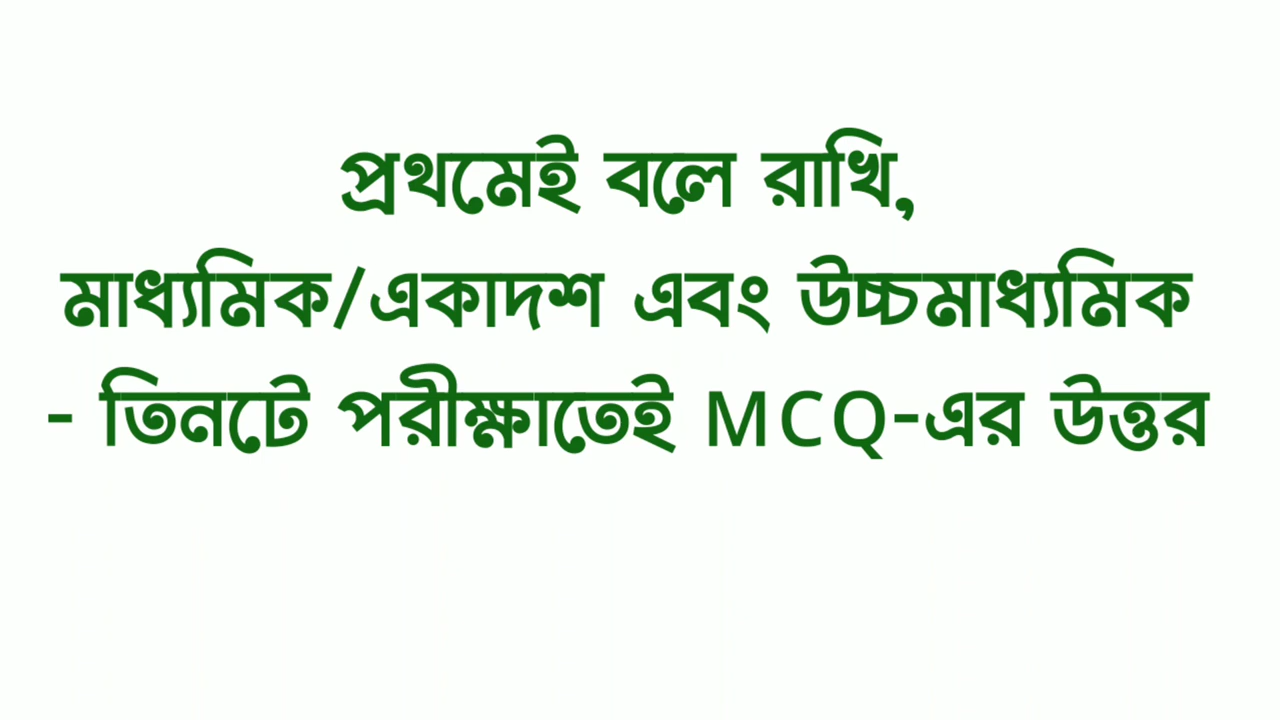 প্রথমেই বলে রাখি,
মাধ্যমিক/একাদশ এবং উচ্চমাধ্যমিক
- তিনটে পরীক্ষাতেই MCQ-এর উত্তর